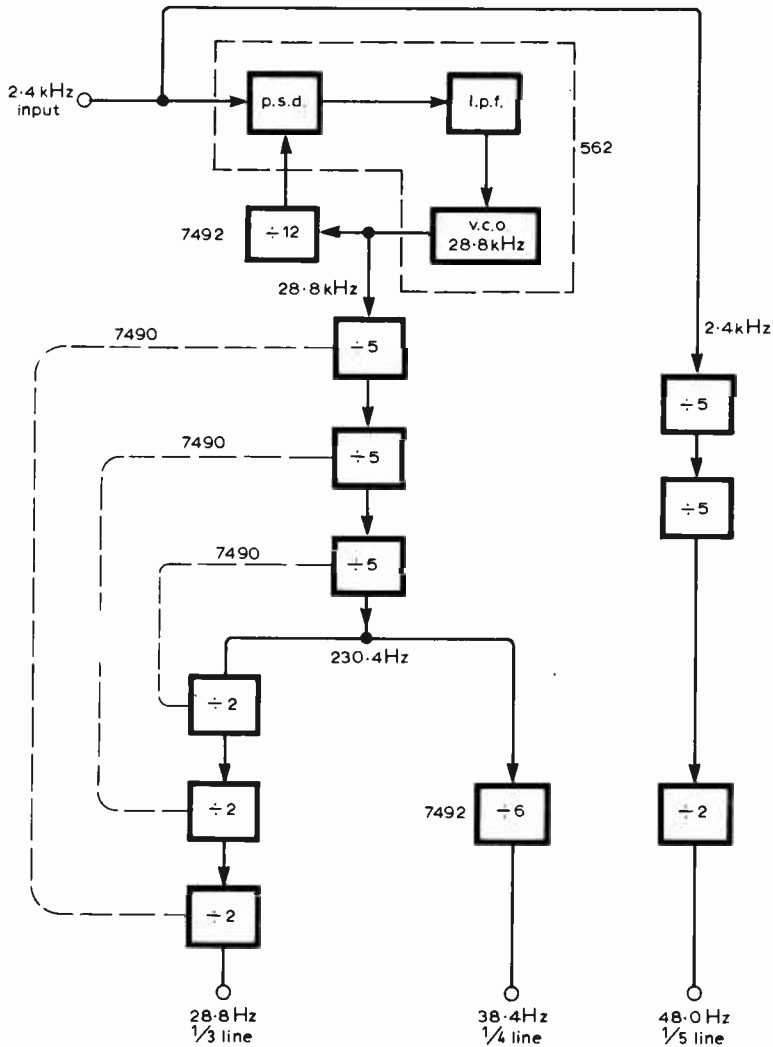 2·4 kHz
input
p.s.d.
l.p.f.
562
7492
÷12
v.c.o
28·8kHz
28·8kHz
2·4kHz
7490
÷5
÷5
7490
÷5
÷5
7490
÷5
230·4Hz
÷2
÷2
7492
÷6
÷2
÷2
28·8Hz
1/3 line
38·4Hz
1/4 line
48·0Hz
1/5 line